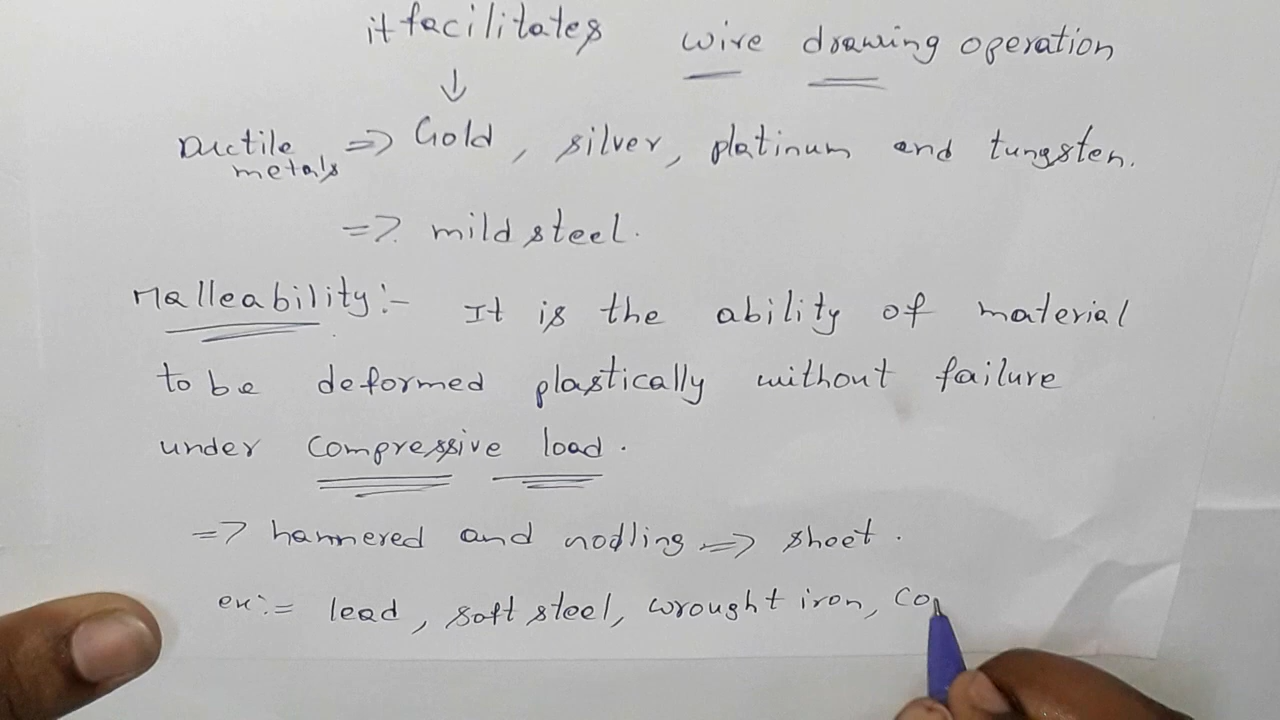 it facilitates wire drawing operation
↓
Ductile metals => Gold, silver, platinum and tungsten.
=> mild steel.
Malleability:- It is the ability of material
to be deformed plastically without failure
under compressive load.
=> hammered and rodling => sheet.
ex:= lead, soft steel, wrought iron, co